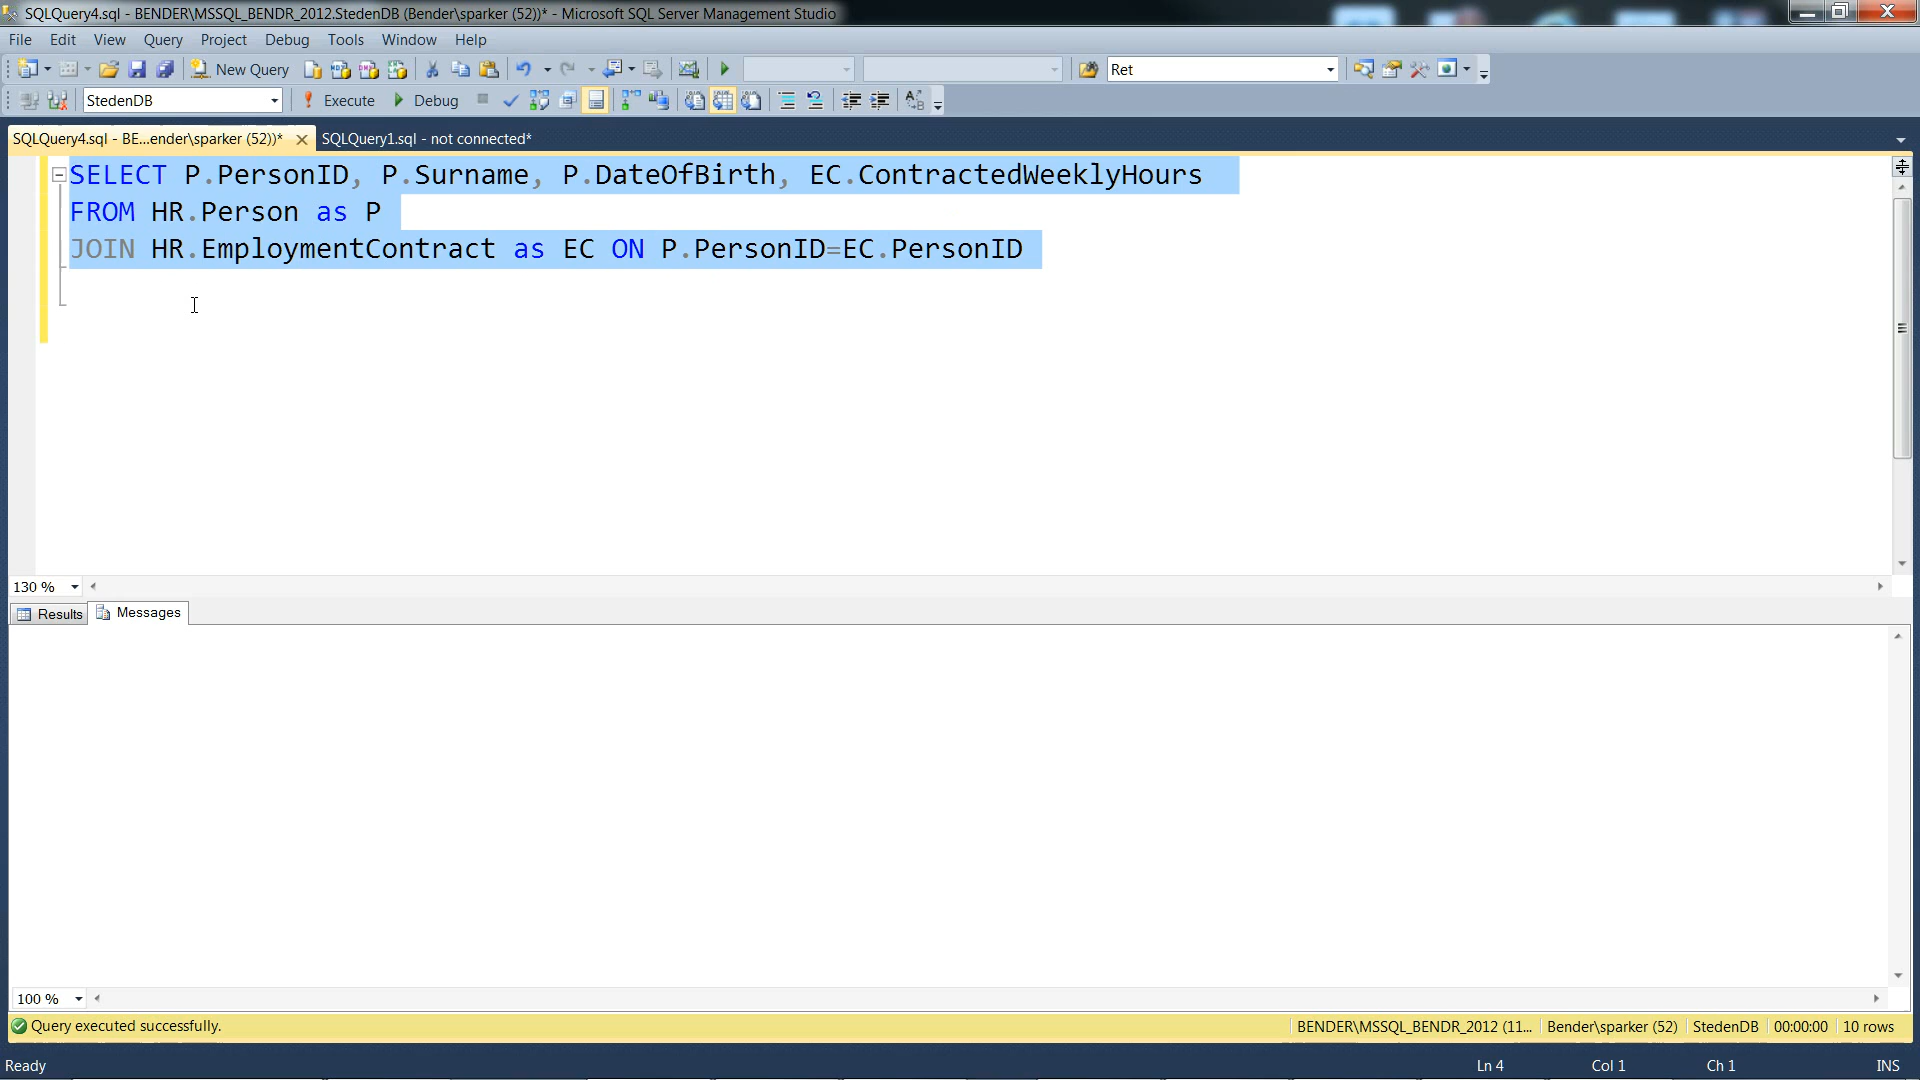 SQLQuery4.sql - BENDER\MSSQL_BENDR_2012.StedenDB (Bender\sparker (52))* - Microsoft SQL Server Management Studio
File Edit View Query Project Debug Tools Window Help
New Query Ret
StedenDB Execute Debug
SQLQuery4.sql - BE...ender\sparker (52))* SQLQuery1.sql - not connected*
SELECT P.PersonID, P.Surname, P.DateOfBirth, EC.ContractedWeeklyHours
FROM HR.Person as P
JOIN HR.EmploymentContract as EC ON P.PersonID=EC.PersonID
130 %
Results Messages
100 %
Query executed successfully. BENDER\MSSQL_BENDR_2012 (11... Bender\sparker (52) StedenDB 00:00:00 10 rows
Ready Ln 4 Col 1 Ch 1 INS